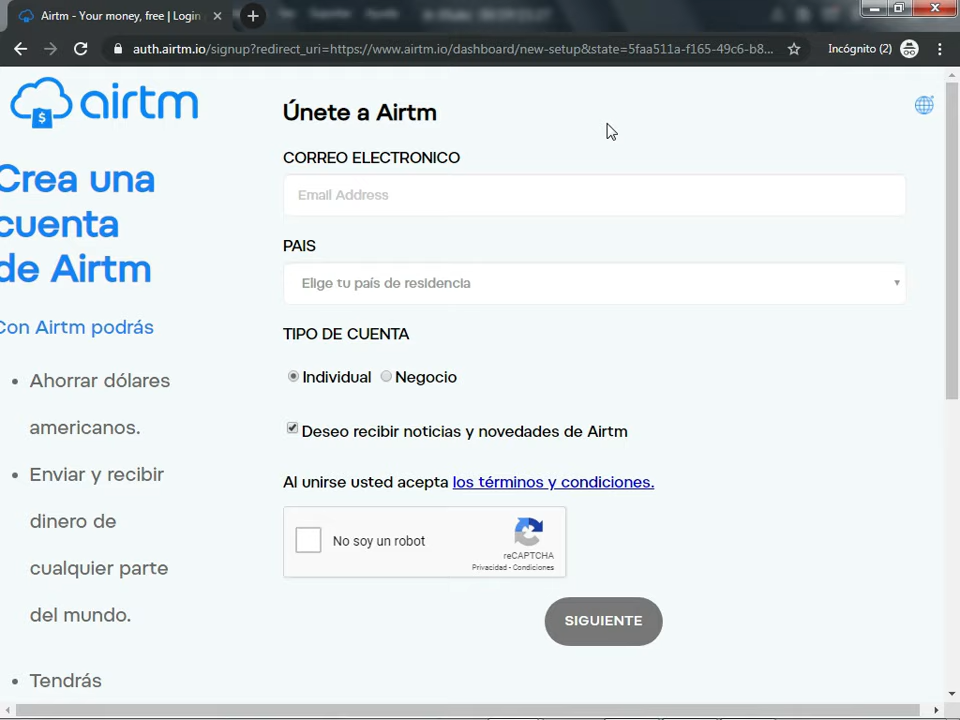 Airtm - Your money, free | Login
auth.airtm.io/signup?redirect_uri=https://www.airtm.io/dashboard/new-setup&state=5faa511a-f165-49c6-b8...
Incógnito (2)
airtm
Crea una
cuenta
de Airtm
Con Airtm podrás
Ahorrar dólares
americanos.
Enviar y recibir
dinero de
cualquier parte
del mundo.
Tendrás
Únete a Airtm
CORREO ELECTRONICO
Email Address
PAIS
Elige tu país de residencia
TIPO DE CUENTA
Individual Negocio
Deseo recibir noticias y novedades de Airtm
Al unirse usted acepta los términos y condiciones.
No soy un robot
reCAPTCHA
Privacidad - Condiciones
SIGUIENTE